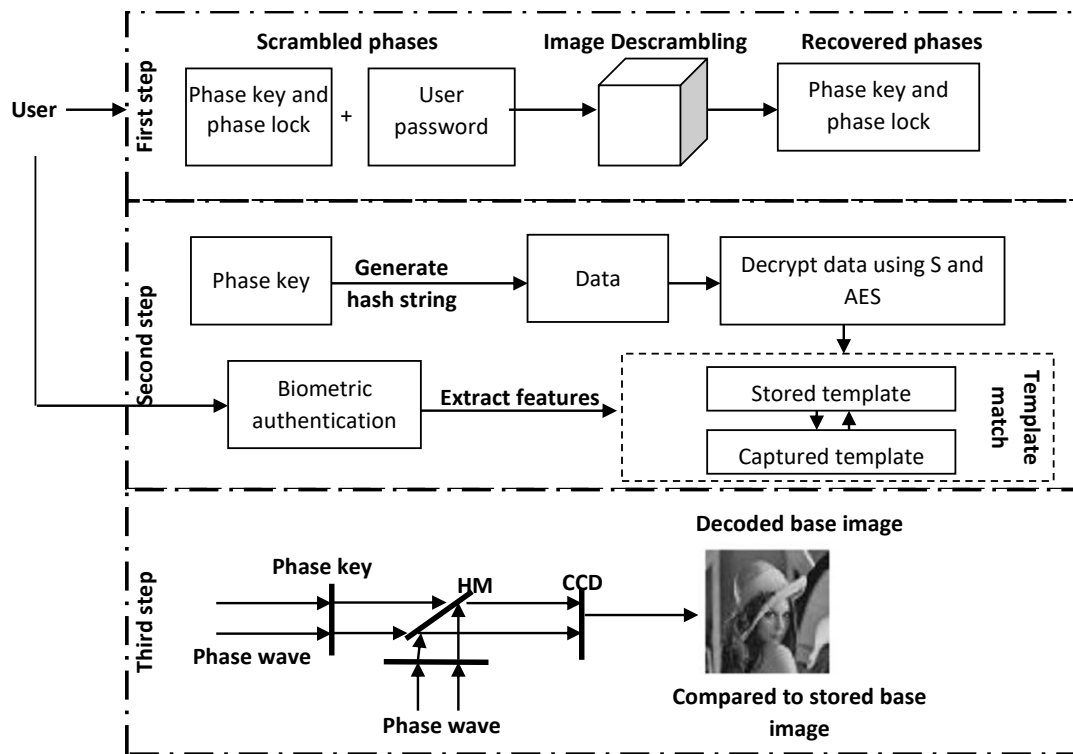 User
First step
Scrambled phases
Image Descrambling
Recovered phases
Phase key and
phase lock
+
User
password
Phase key and
phase lock
Second step
Phase key
Generate
hash string
Data
Decrypt data using S and
AES
Biometric
authentication
Extract features
Stored template
Captured template
Template
match
Third step
Phase key
HM
CCD
Phase wave
Phase wave
Decoded base image
Compared to stored base
image